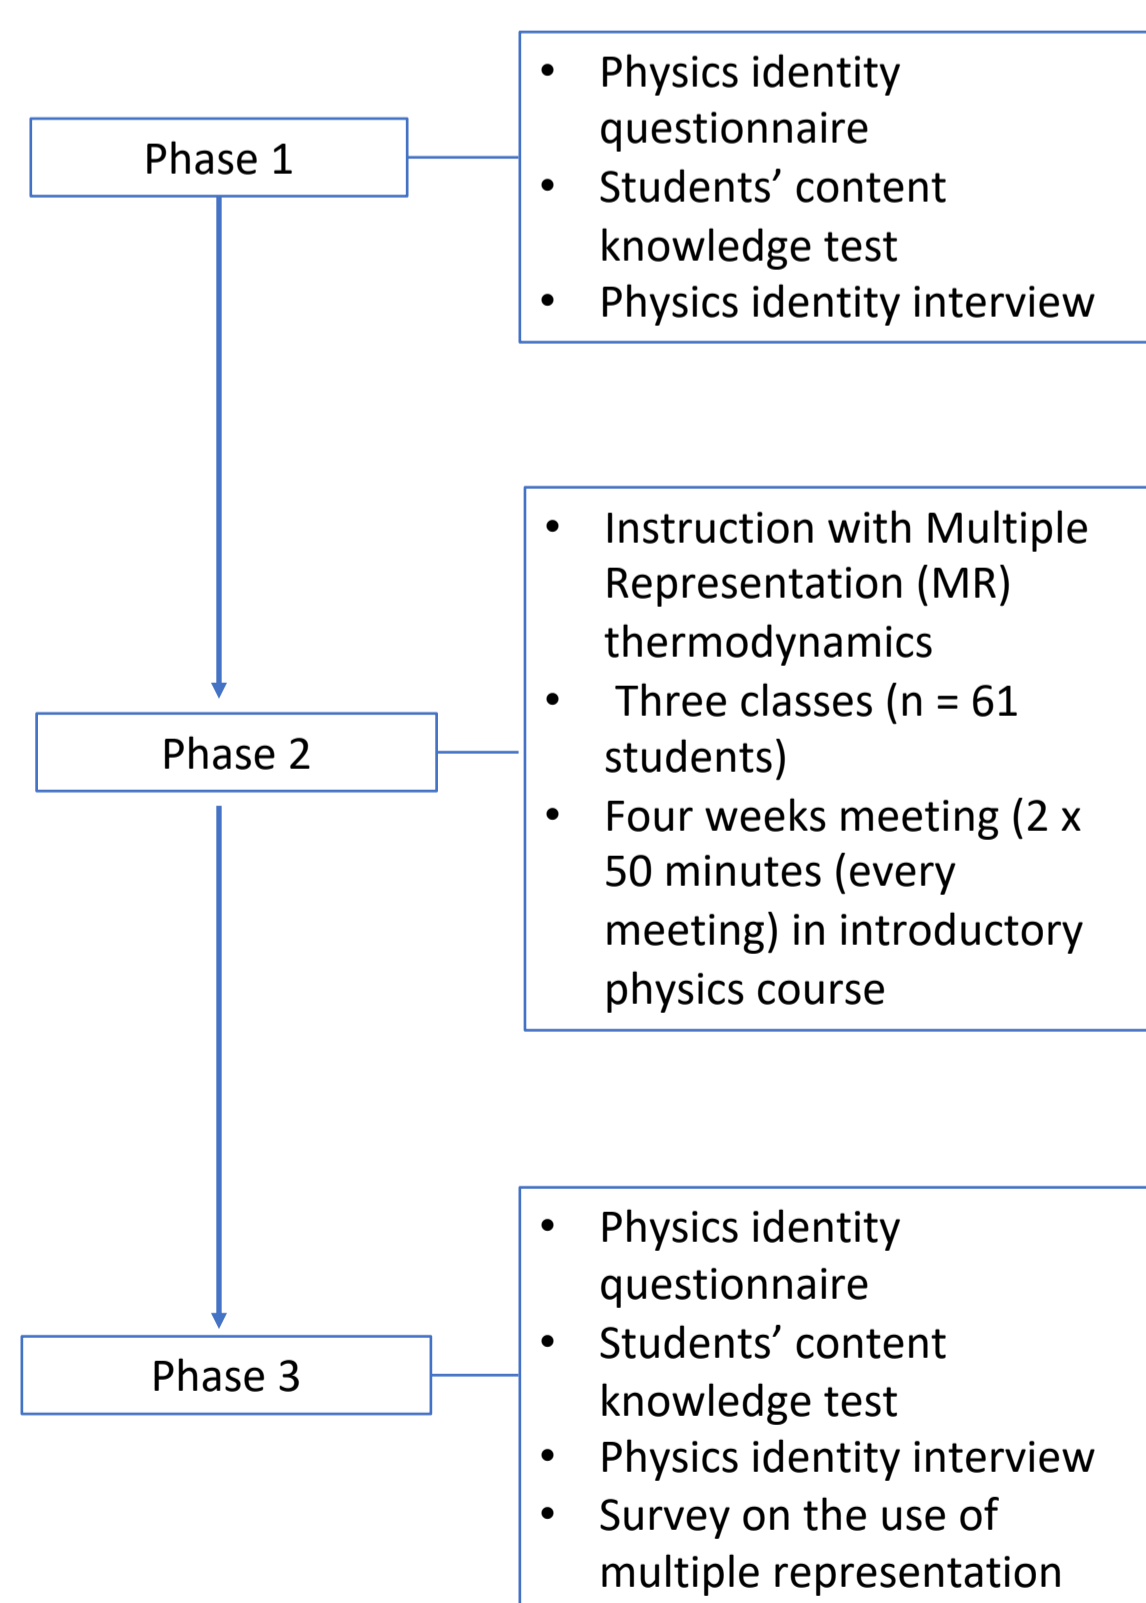 Phase 1
• Physics identity
questionnaire
• Students’ content
knowledge test
• Physics identity interview
Phase 2
• Instruction with Multiple
Representation (MR)
thermodynamics
• Three classes (n = 61
students)
• Four weeks meeting (2 x
50 minutes (every
meeting) in introductory
physics course
Phase 3
• Physics identity
questionnaire
• Students’ content
knowledge test
• Physics identity interview
• Survey on the use of
multiple representation